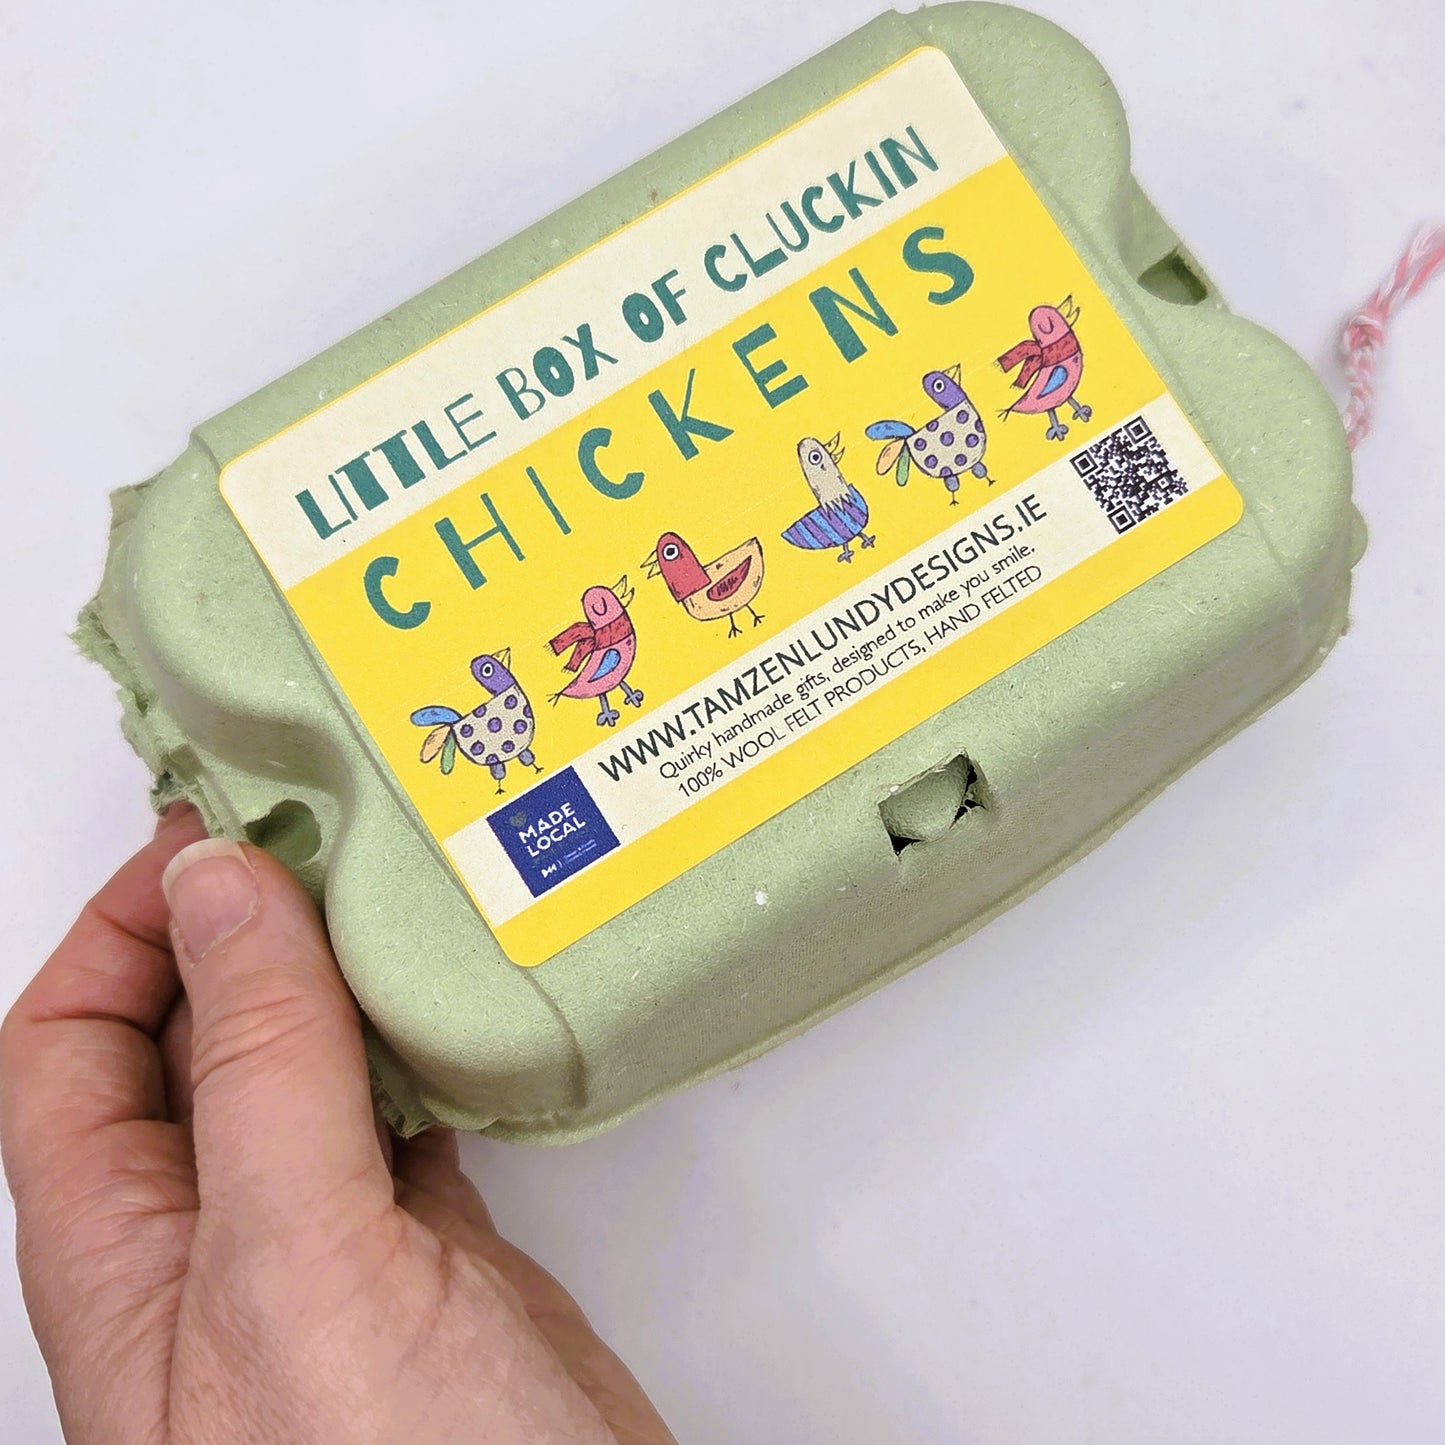 LITTLE BOX OF CLUCKIN
CHICKENS
WWW.TAMZENLUNDYDESIGNS.IE
Quirky handmade gifts, designed to make you smile.
100% WOOL FELT PRODUCTS, HAND FELTED
MADE
LOCAL